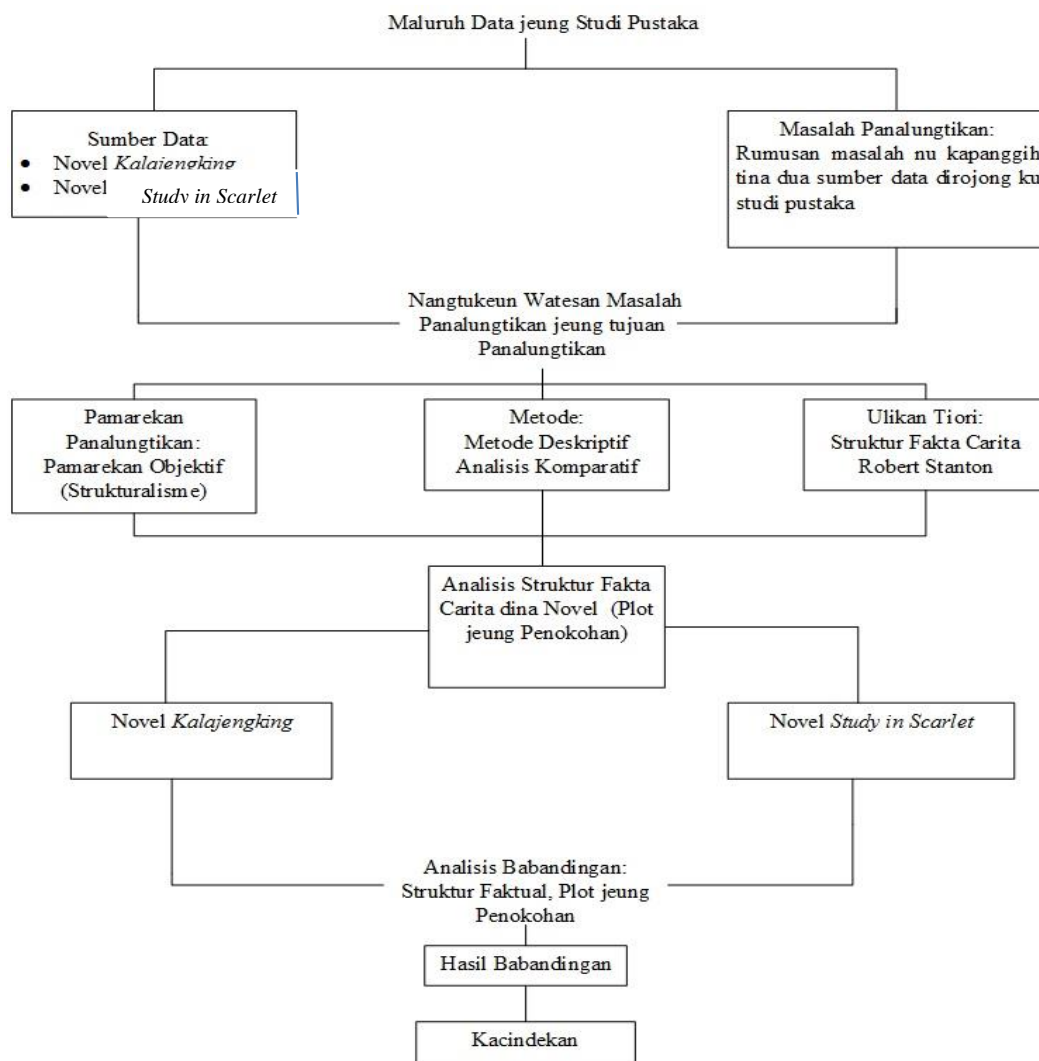 Maluruh Data jeung Studi Pustaka
Sumber Data:
• Novel Kalajengking
• Novel Study in Scarlet
Masalah Panalungtikan:
Rumusan masalah nu kapanggih
tina dua sumber data dirojong ku
studi pustaka
Nangtukeun Watesan Masalah
Panalungtikan jeung tujuan
Panalungtikan
Pamarekan
Panalungtikan:
Pamarekan Objektif
(Strukturalisme)
Metode:
Metode Deskriptif
Analisis Komparatif
Ulikan Tiori:
Struktur Fakta Carita
Robert Stanton
Analisis Struktur Fakta
Carita dina Novel (Plot
jeung Penokohan)
Novel Kalajengking
Novel Study in Scarlet
Analisis Babandingan:
Struktur Faktual, Plot jeung
Penokohan
Hasil Babandingan
Kacindekan